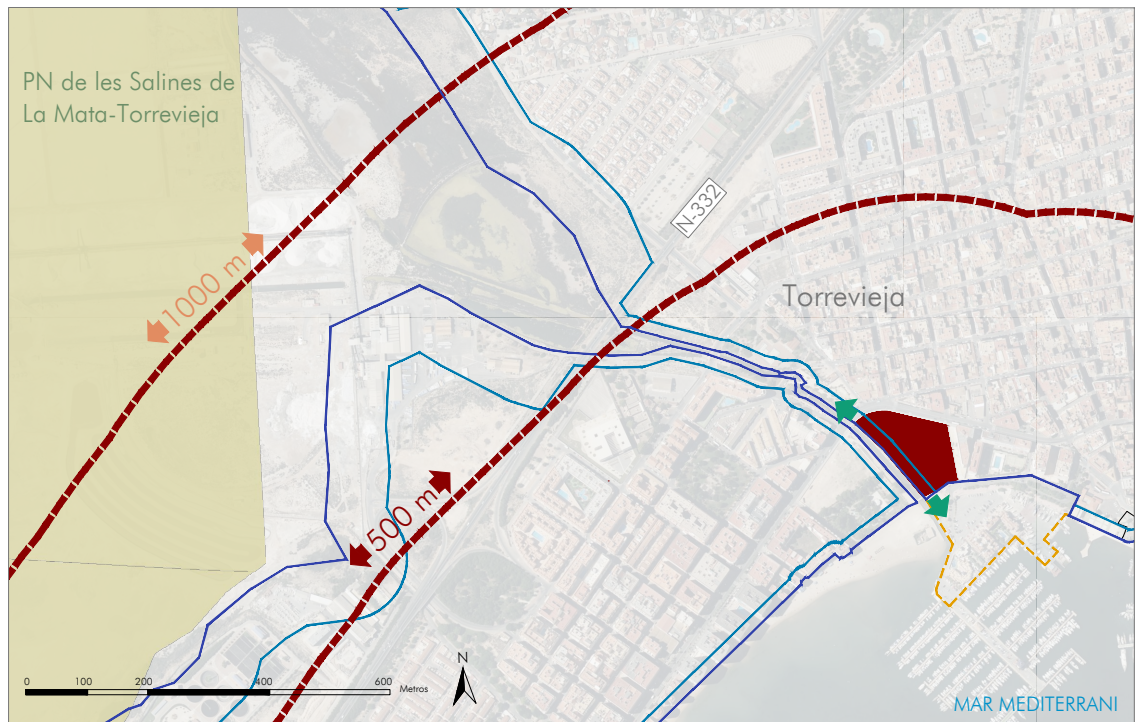 PN de les Salines de
La Mata-Torrevieja
N-332
1000 m
Torrevieja
500 m
N
0 100 200 400 600 Metros
MAR MEDITERRANI